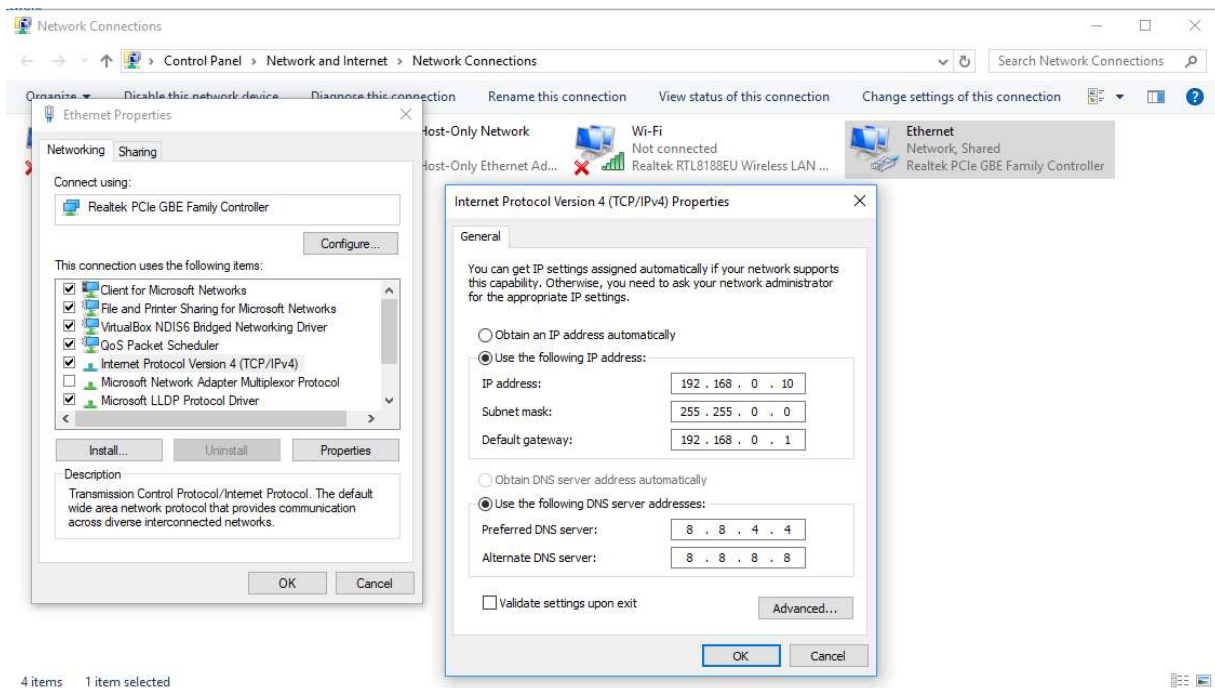 Network Connections
Control Panel > Network and Internet > Network Connections
Search Network Connections
Organize
Disable this network device
Diagnose this connection
Rename this connection
View status of this connection
Change settings of this connection
Host-Only Network
Host-Only Ethernet Ad...
Wi-Fi
Not connected
Realtek RTL8188EU Wireless LAN ...
Ethernet
Network, Shared
Realtek PCIe GBE Family Controller
Ethernet Properties
Networking
Sharing
Connect using:
Realtek PCIe GBE Family Controller
Configure...
This connection uses the following items:
Client for Microsoft Networks
File and Printer Sharing for Microsoft Networks
VirtualBox NDIS6 Bridged Networking Driver
QoS Packet Scheduler
Internet Protocol Version 4 (TCP/IPv4)
Microsoft Network Adapter Multiplexor Protocol
Microsoft LLDP Protocol Driver
Install...
Uninstall
Properties
Description
Transmission Control Protocol/Internet Protocol. The default
wide area network protocol that provides communication
across diverse interconnected networks.
OK
Cancel
Internet Protocol Version 4 (TCP/IPv4) Properties
General
You can get IP settings assigned automatically if your network supports
this capability. Otherwise, you need to ask your network administrator
for the appropriate IP settings.
Obtain an IP address automatically
Use the following IP address:
IP address: 192 . 168 . 0 . 10
Subnet mask: 255 . 255 . 0 . 0
Default gateway: 192 . 168 . 0 . 1
Obtain DNS server address automatically
Use the following DNS server addresses:
Preferred DNS server: 8 . 8 . 4 . 4
Alternate DNS server: 8 . 8 . 8 . 8
Validate settings upon exit
Advanced...
OK
Cancel
4 items
1 item selected